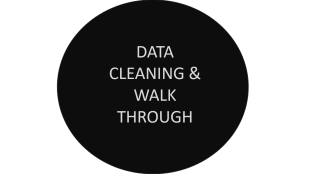 DATA
CLEANING &
WALK
THROUGH